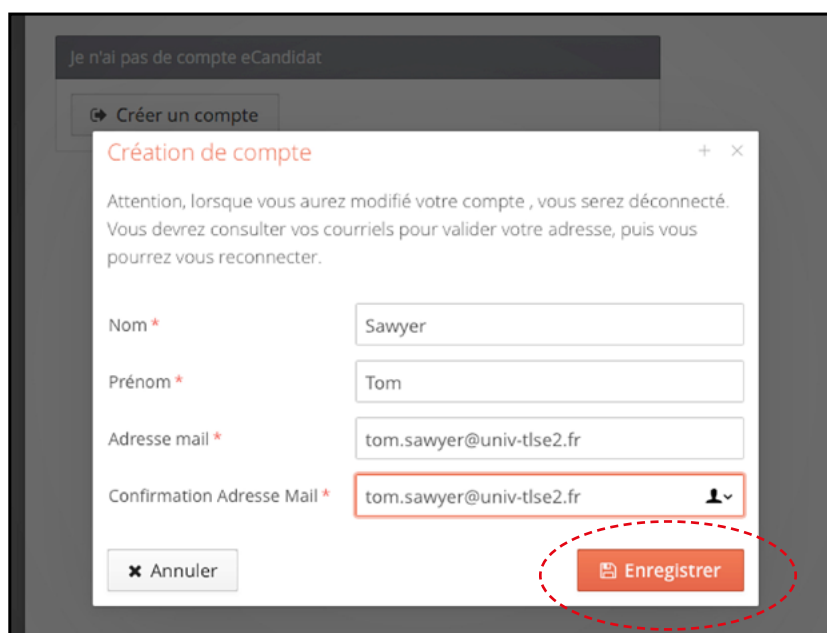 Je n'ai pas de compte eCandidat
Créer un compte
Création de compte
Attention, lorsque vous aurez modifié votre compte , vous serez déconnecté.
Vous devrez consulter vos courriels pour valider votre adresse, puis vous
pourrez vous reconnecter.
Nom * Sawyer
Prénom * Tom
Adresse mail * tom.sawyer@univ-tlse2.fr
Confirmation Adresse Mail * tom.sawyer@univ-tlse2.fr
Annuler Enregistrer